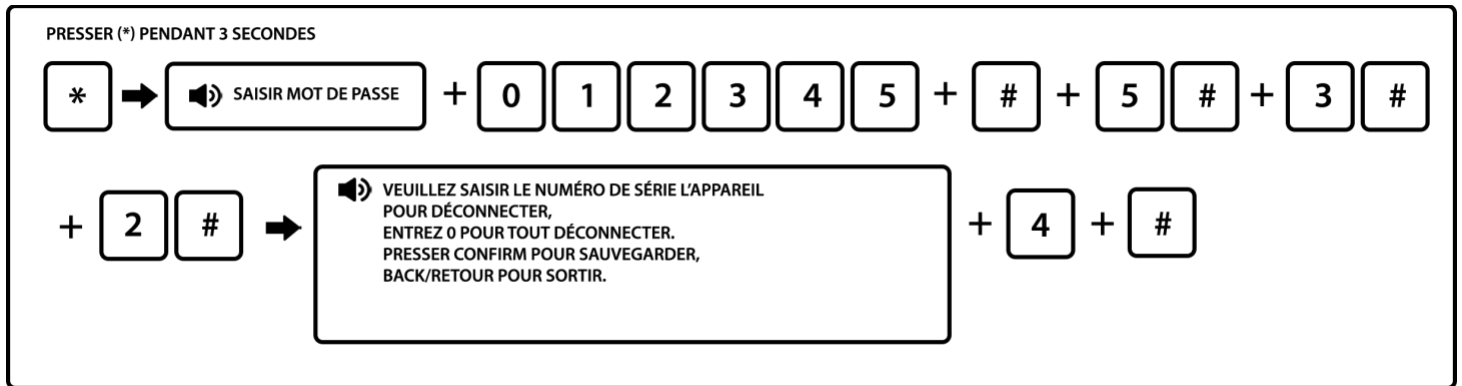 PRESSER (*) PENDANT 3 SECONDES
* SAISIR MOT DE PASSE + 0 1 2 3 4 5 + # + 5 # + 3 #
+ 2 #
VEUILLEZ SAISIR LE NUMÉRO DE SÉRIE L'APPAREIL
POUR DÉCONNECTER,
ENTREZ 0 POUR TOUT DÉCONNECTER.
PRESSER CONFIRM POUR SAUVEGARDER,
BACK/RETOUR POUR SORTIR.
+ 4 + #